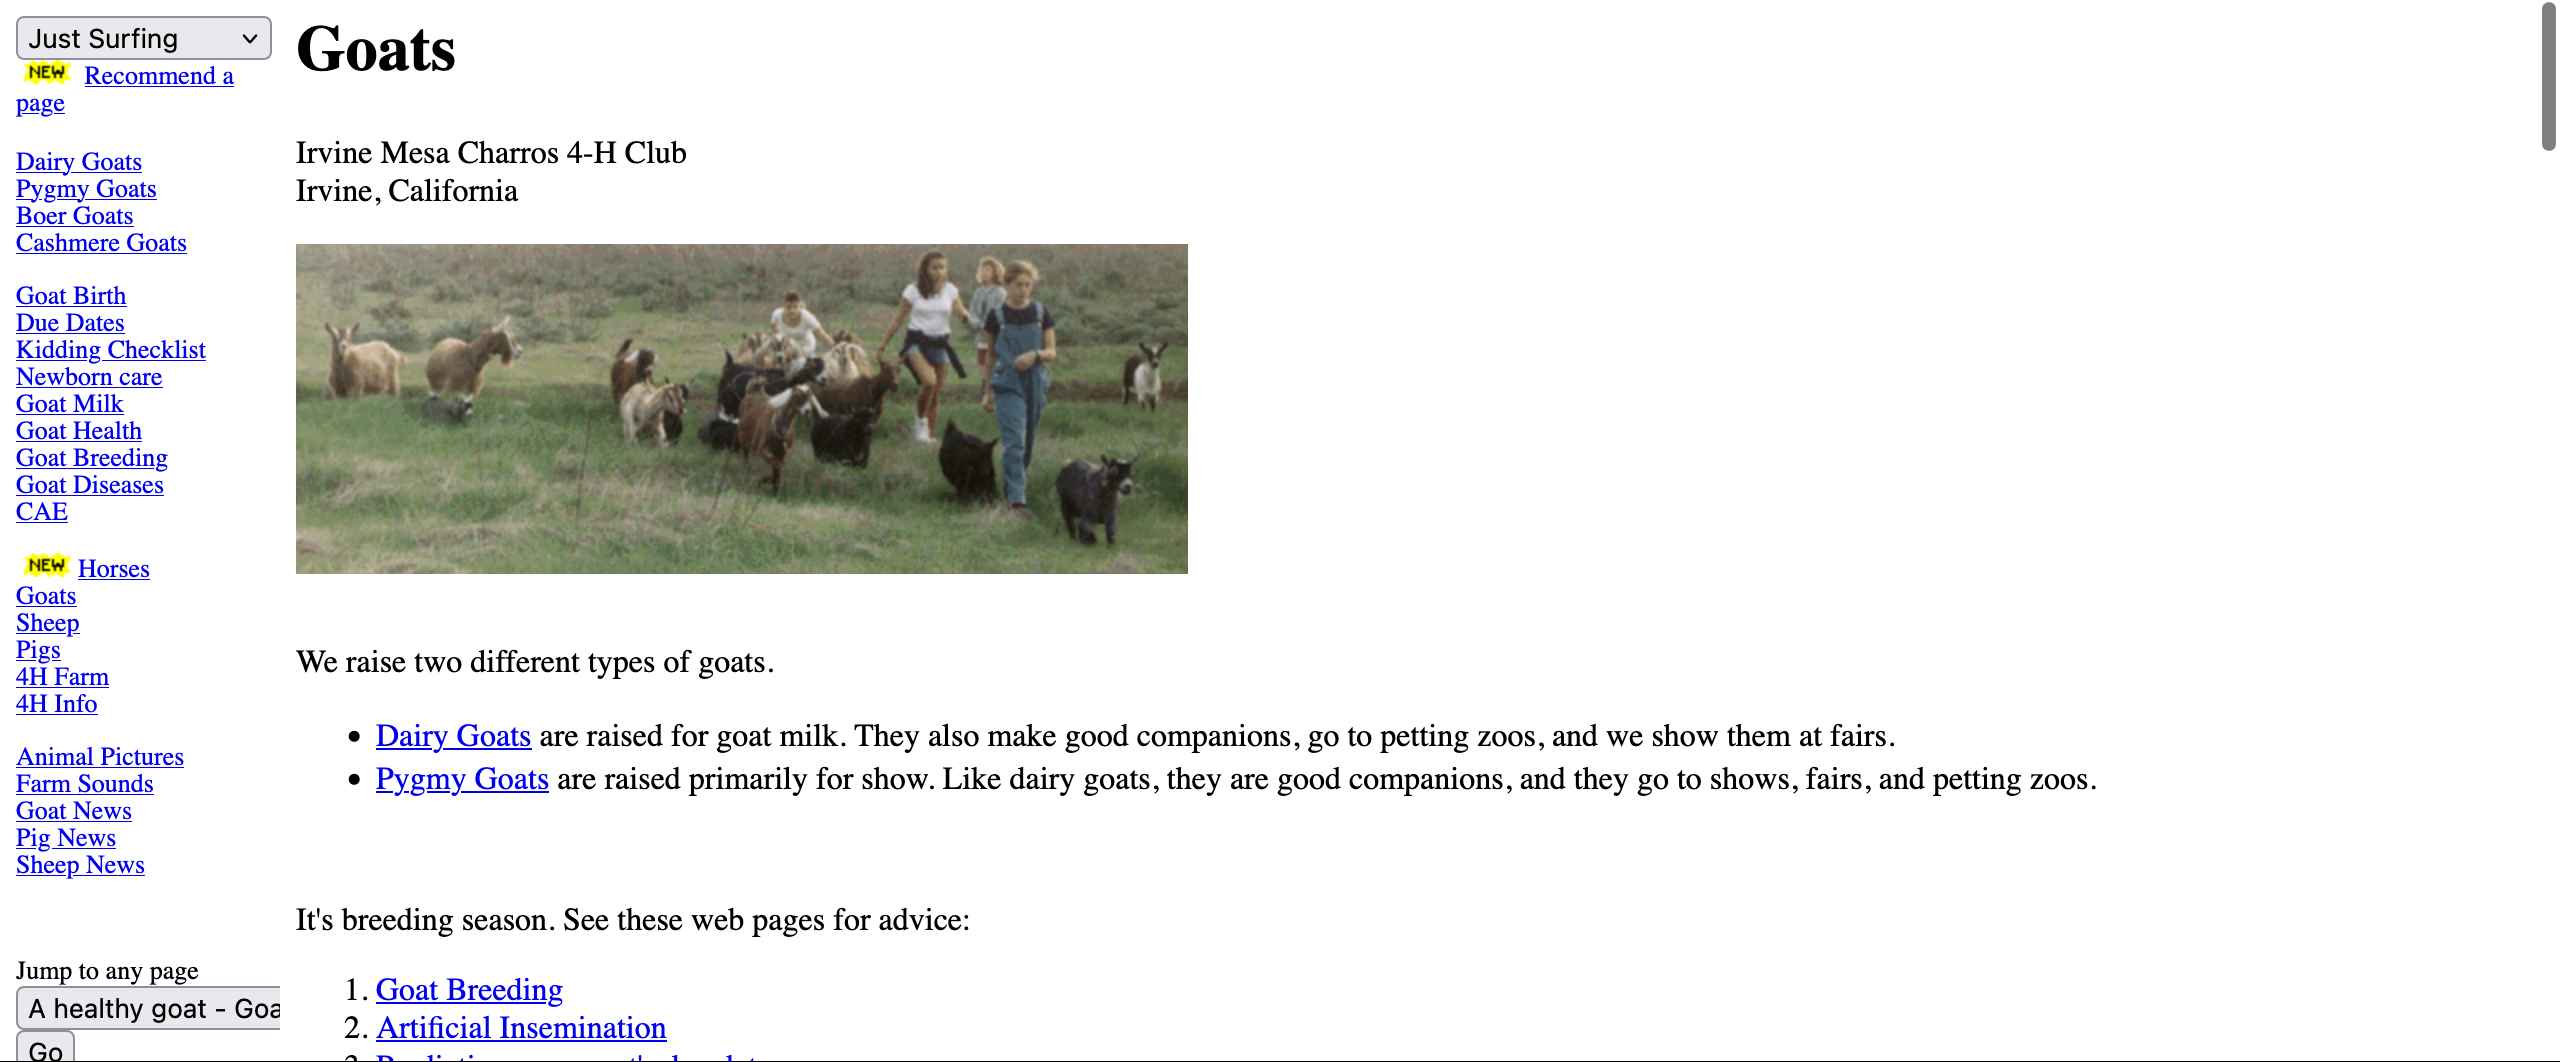 Just Surfing
NEW Recommend a
page
Dairy Goats
Pygmy Goats
Boer Goats
Cashmere Goats
Goat Birth
Due Dates
Kidding Checklist
Newborn care
Goat Milk
Goat Health
Goat Breeding
Goat Diseases
CAE
NEW Horses
Goats
Sheep
Pigs
4H Farm
4H Info
Animal Pictures
Farm Sounds
Goat News
Pig News
Sheep News
Jump to any page
A healthy goat - Goa
Go
Goats
Irvine Mesa Charros 4-H Club
Irvine, California
We raise two different types of goats.
• Dairy Goats are raised for goat milk. They also make good companions, go to petting zoos, and we show them at fairs.
• Pygmy Goats are raised primarily for show. Like dairy goats, they are good companions, and they go to shows, fairs, and petting zoos.
It's breeding season. See these web pages for advice:
1. Goat Breeding
2. Artificial Insemination